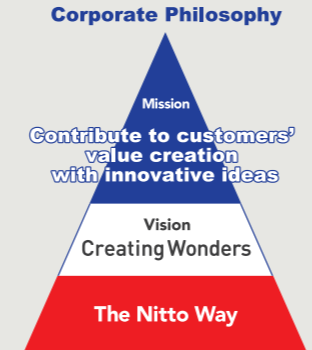 Corporate Philosophy
Mission
Contribute to customers'
value creation
with innovative ideas
Vision
Creating Wonders
The Nitto Way